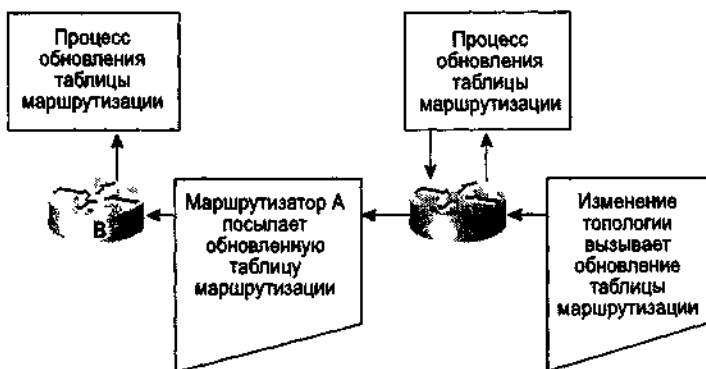 Процесс
обновления
таблицы
маршрутизации
Процесс
обновления
таблицы
маршрутизации
B
Маршрутизатор А
посылает
обновленную
таблицу
маршрутизации
Изменение
топологии
вызывает
обновление
таблицы
маршрутизации